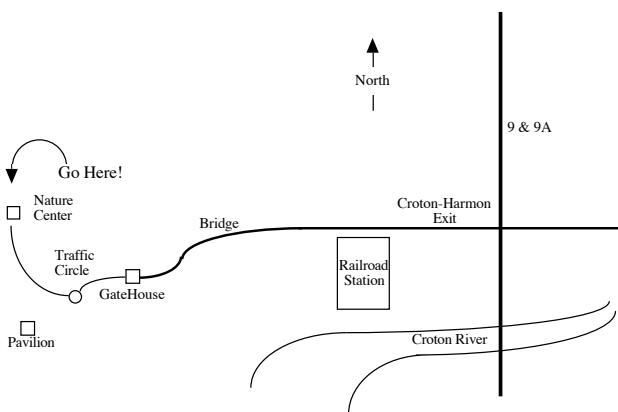 North
9 & 9A
Go Here!
Nature
Center
Croton-Harmon
Exit
Bridge
Traffic
Circle
Railroad
Station
GateHouse
Croton River
Pavilion